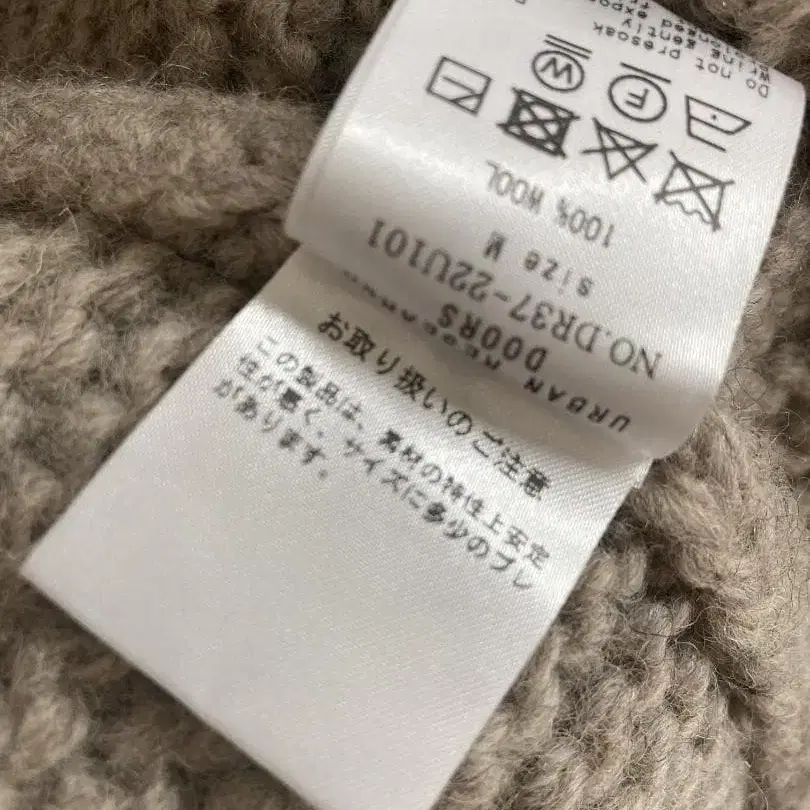 URBAN RESEARCH
DOORS
NO.DR37-22U101
size M
100% WOOL
W
F
Do not presoak
gently
お取り扱いのご注意
この製品は、素材の特性上安定
性が悪く、サイズに多少のブレ
があります。